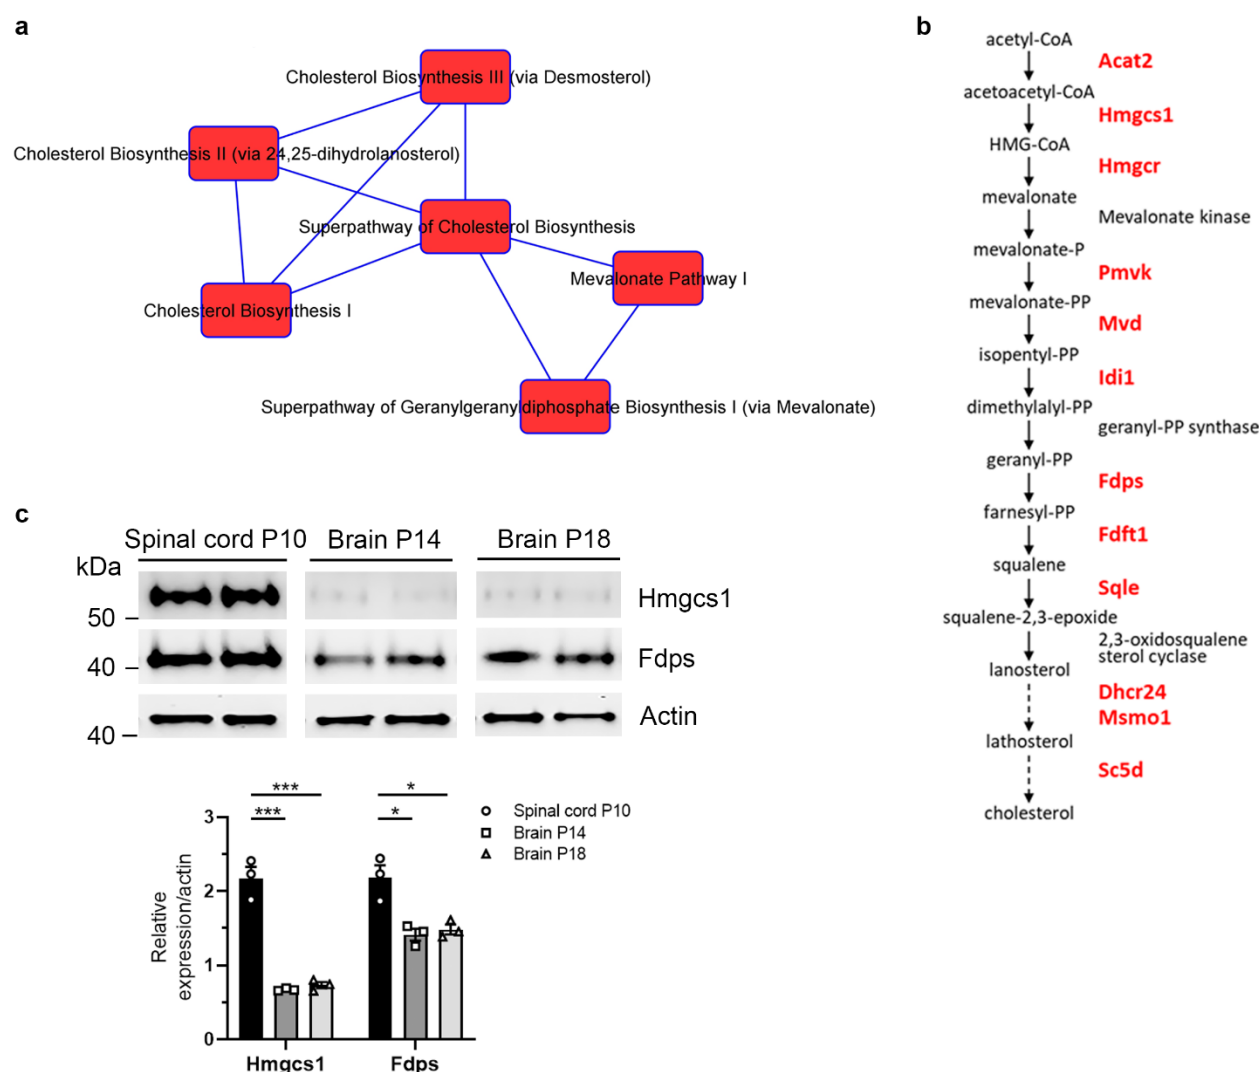 a
Cholesterol Biosynthesis III (via Desmosterol)
Cholesterol Biosynthesis II (via 24,25-dihydrolanosterol)
Superpathway of Cholesterol Biosynthesis
Mevalonate Pathway I
Cholesterol Biosynthesis I
Superpathway of Geranylgeranyldiphosphate Biosynthesis I (via Mevalonate)
b
acetyl-CoA
Acat2
acetoacetyl-CoA
Hmgcs1
HMG-CoA
Hmgcr
mevalonate
Mevalonate kinase
mevalonate-P
Pmvk
mevalonate-PP
Mvd
isopentyl-PP
Idi1
dimethylalyl-PP
geranyl-PP synthase
geranyl-PP
Fdps
farnesyl-PP
Fdft1
squalene
Sqle
squalene-2,3-epoxide
2,3-oxidosqualene
sterol cyclase
lanosterol
Dhcr24
Msmo1
lathosterol
Sc5d
cholesterol
c
Spinal cord P10 Brain P14 Brain P18
kDa
Hmgcs1
50
Fdps
40
Actin
40
*** *
*** *
Spinal cord P10
Brain P14
Brain P18
3
2
1
0
Relative
expression/actin
Hmgcs1 Fdps